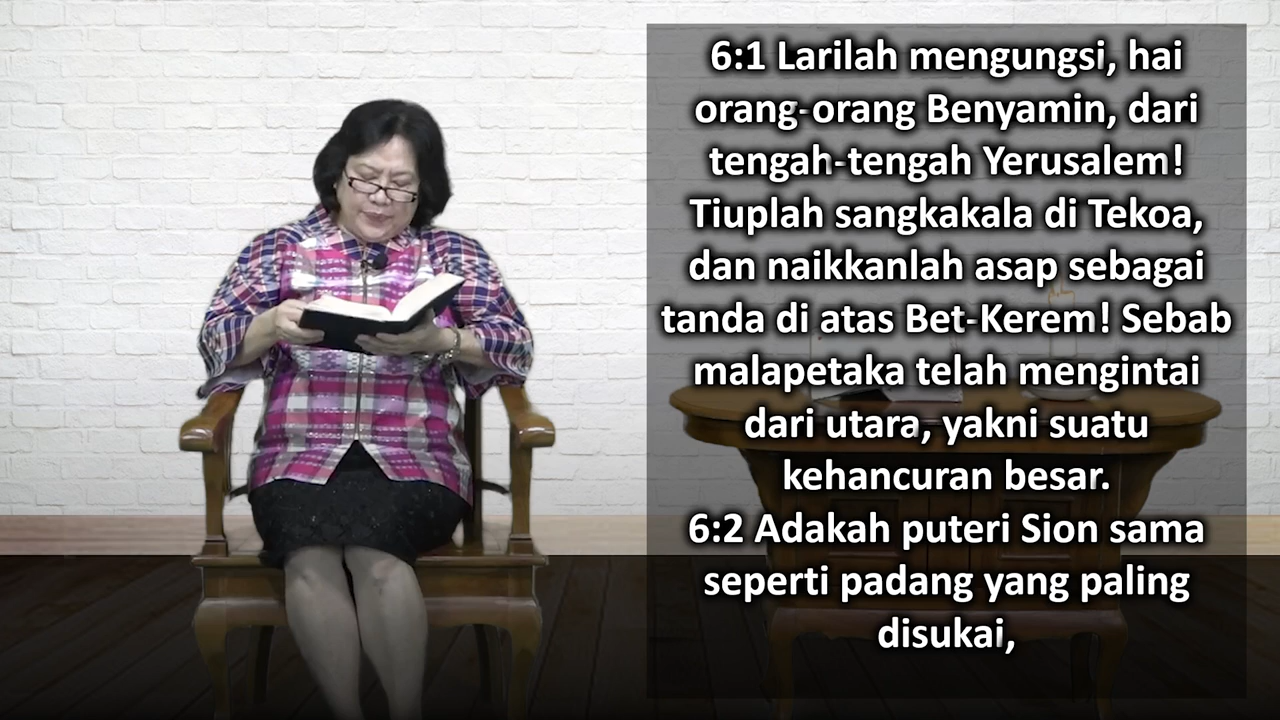 6:1 Larilah mengungsi, hai
orang-orang Benyamin, dari
tengah-tengah Yerusalem!
Tiuplah sangkakala di Tekoa,
dan naikkanlah asap sebagai
tanda di atas Bet-Kerem! Sebab
malapetaka telah mengintai
dari utara, yakni suatu
kehancuran besar.
6:2 Adakah puteri Sion sama
seperti padang yang paling
disukai,